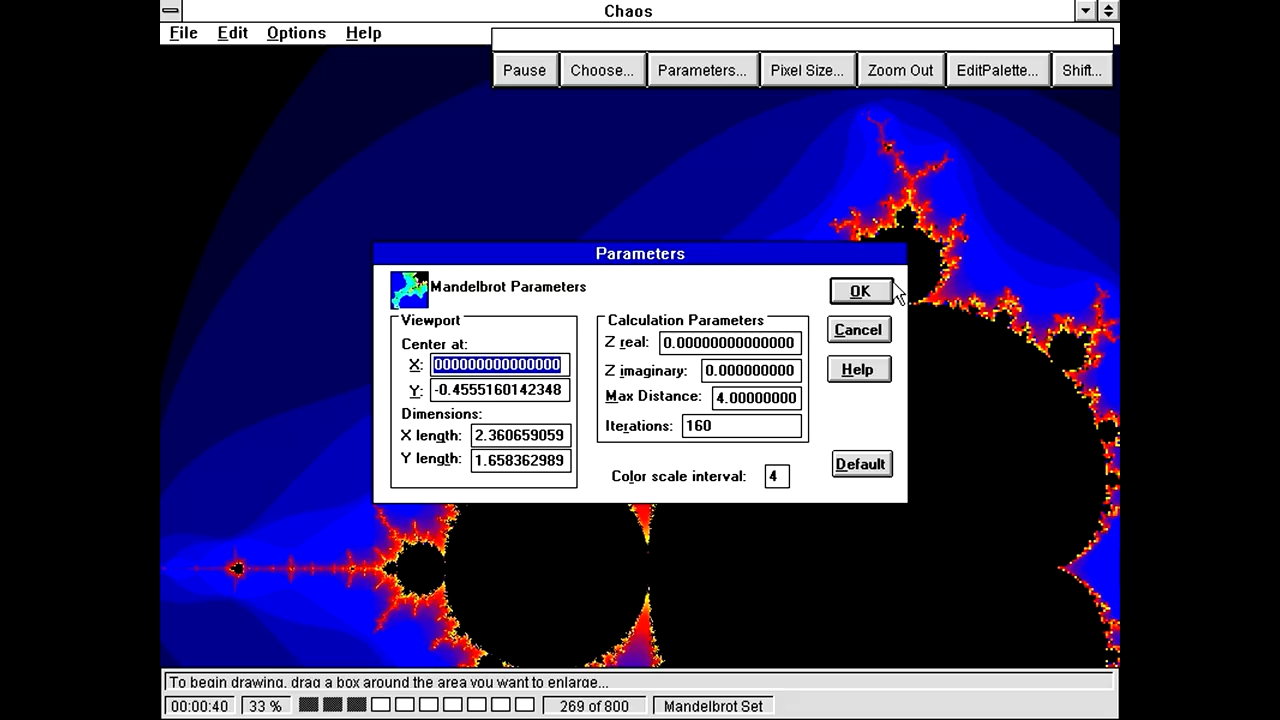 Chaos
File Edit Options Help
Pause Choose... Parameters... Pixel Size... Zoom Out EditPalette... Shift...
Parameters
Mandelbrot Parameters
OK
Cancel
Help
Default
Viewport
Center at:
X: 000000000000000
Y: -0.4555160142348
Dimensions:
X length: 2.360659059
Y length: 1.658362989
Calculation Parameters
Z real: 0.00000000000000
Z imaginary: 0.000000000
Max Distance: 4.00000000
Iterations: 160
Color scale interval: 4
To begin drawing, drag a box around the area you want to enlarge...
00:00:40 33 % 269 of 800 Mandelbrot Set